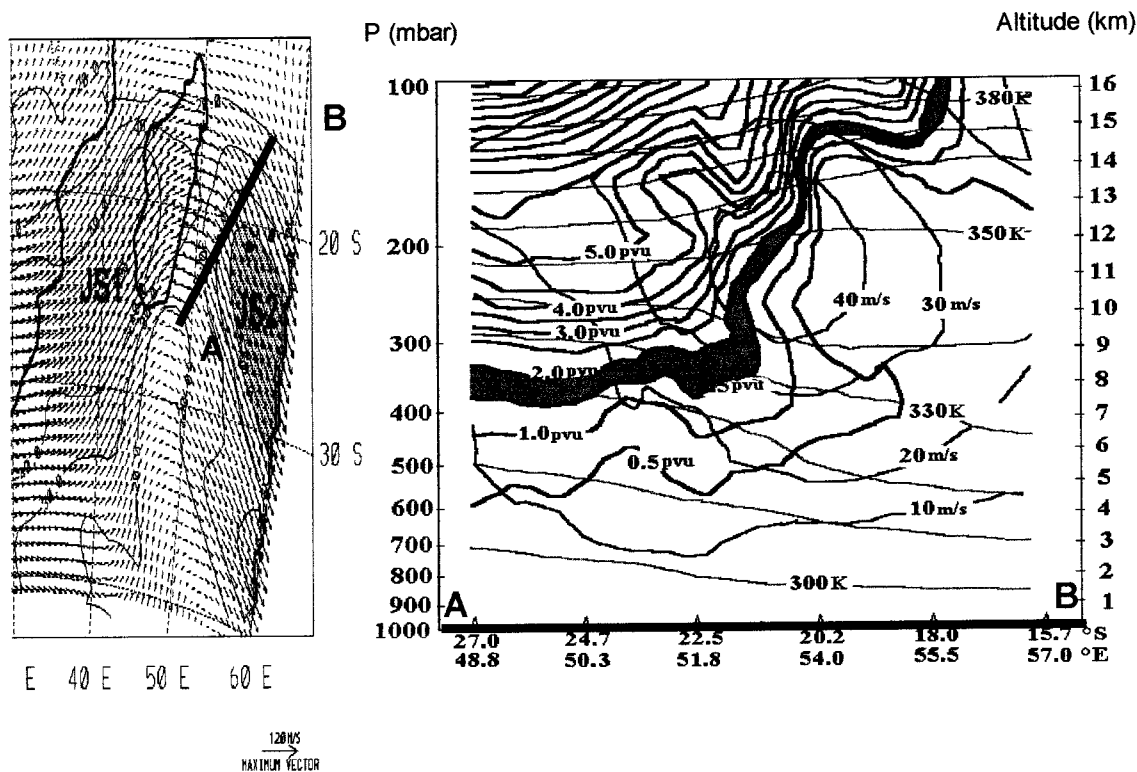 P (mbar)
Altitude (km)
B
20 S
JS1
JS2
A
30 S
E 40 E 50 E 60 E
120M/S
MAXIMUM VECTOR
100
200
300
400
500
600
700
800
900
1000
380K
350K
5.0 pvu
4.0 pvu
3.0 pvu
2.0 pvu
.5 pvu
1.0 pvu
0.5 pvu
40 m/s
30 m/s
330K
20 m/s
10 m/s
300K
16
15
14
13
12
11
10
9
8
7
6
5
4
3
2
1
A
B
27.0 24.7 22.5 20.2 18.0 15.7 °S
48.8 50.3 51.8 54.0 55.5 57.0 °E